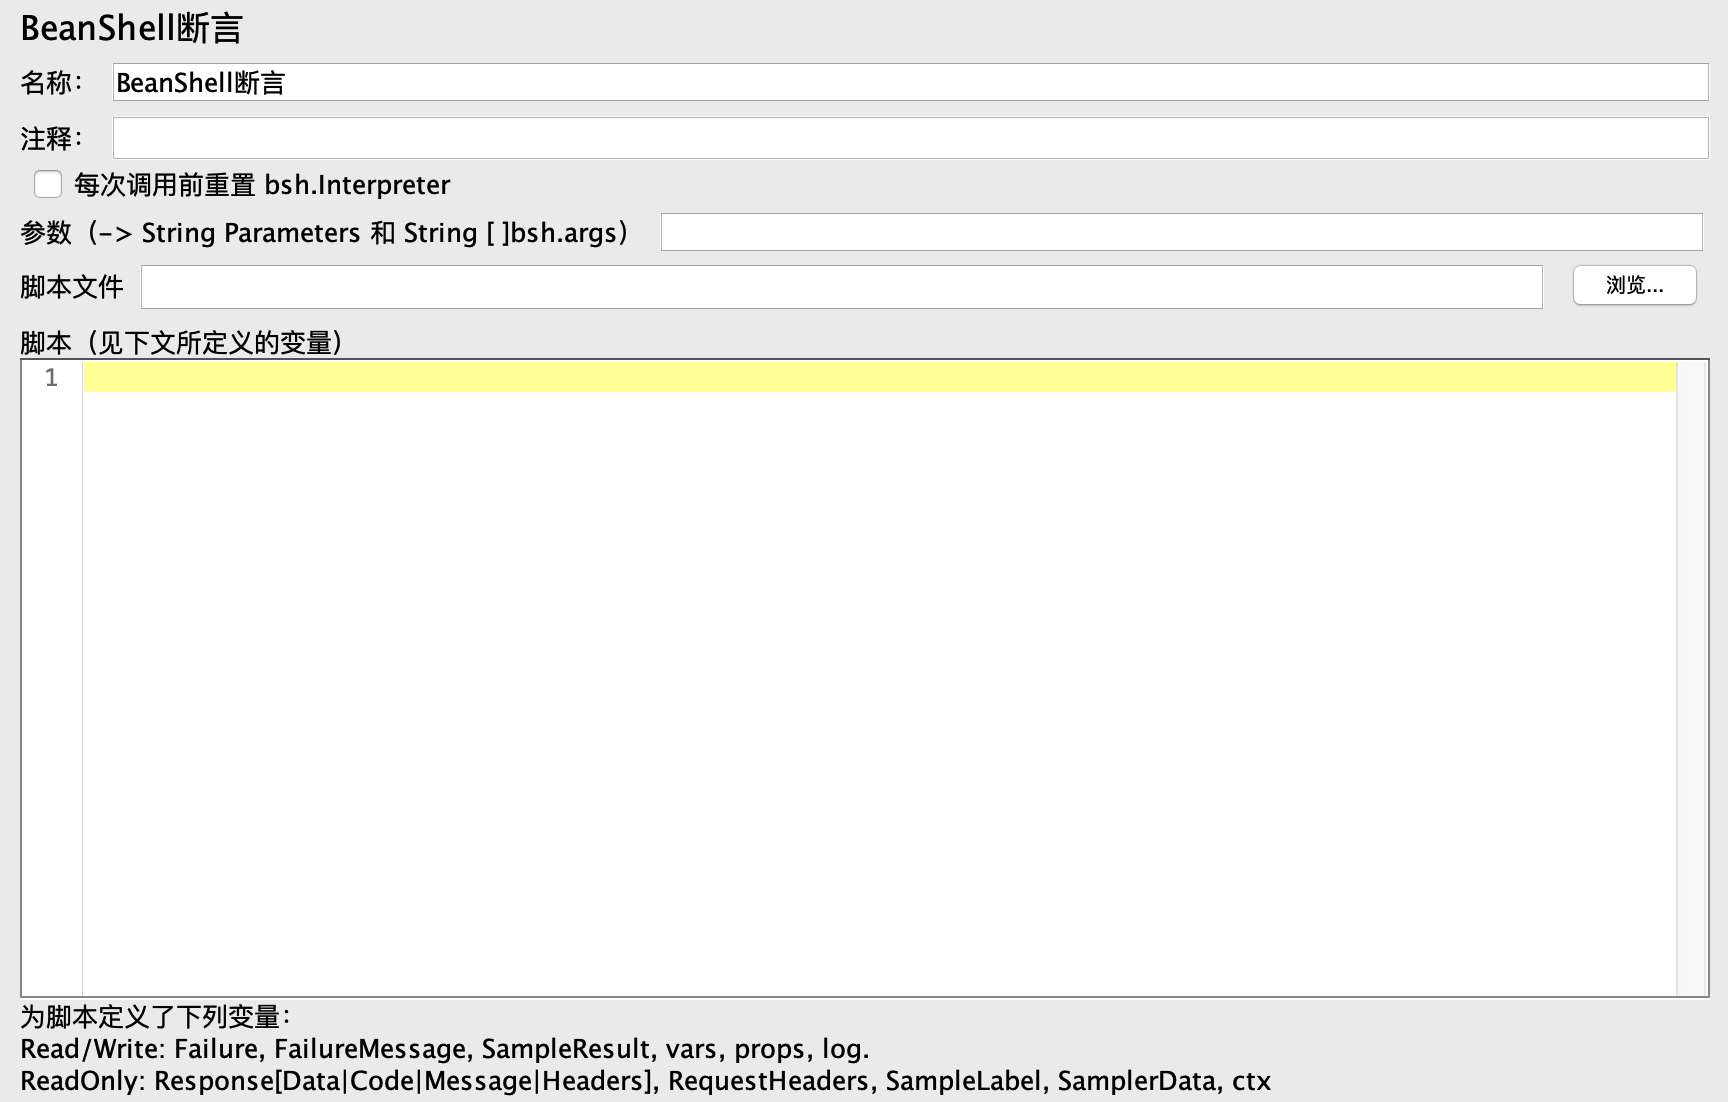 BeanShell断言
名称： BeanShell断言
注释：
每次调用前重置 bsh.Interpreter
参数（-> String Parameters 和 String [ ]bsh.args）
脚本文件 浏览...
脚本（见下文所定义的变量）
1
为脚本定义了下列变量：
Read/Write: Failure, FailureMessage, SampleResult, vars, props, log.
ReadOnly: Response[Data|Code|Message|Headers], RequestHeaders, SampleLabel, SamplerData, ctx